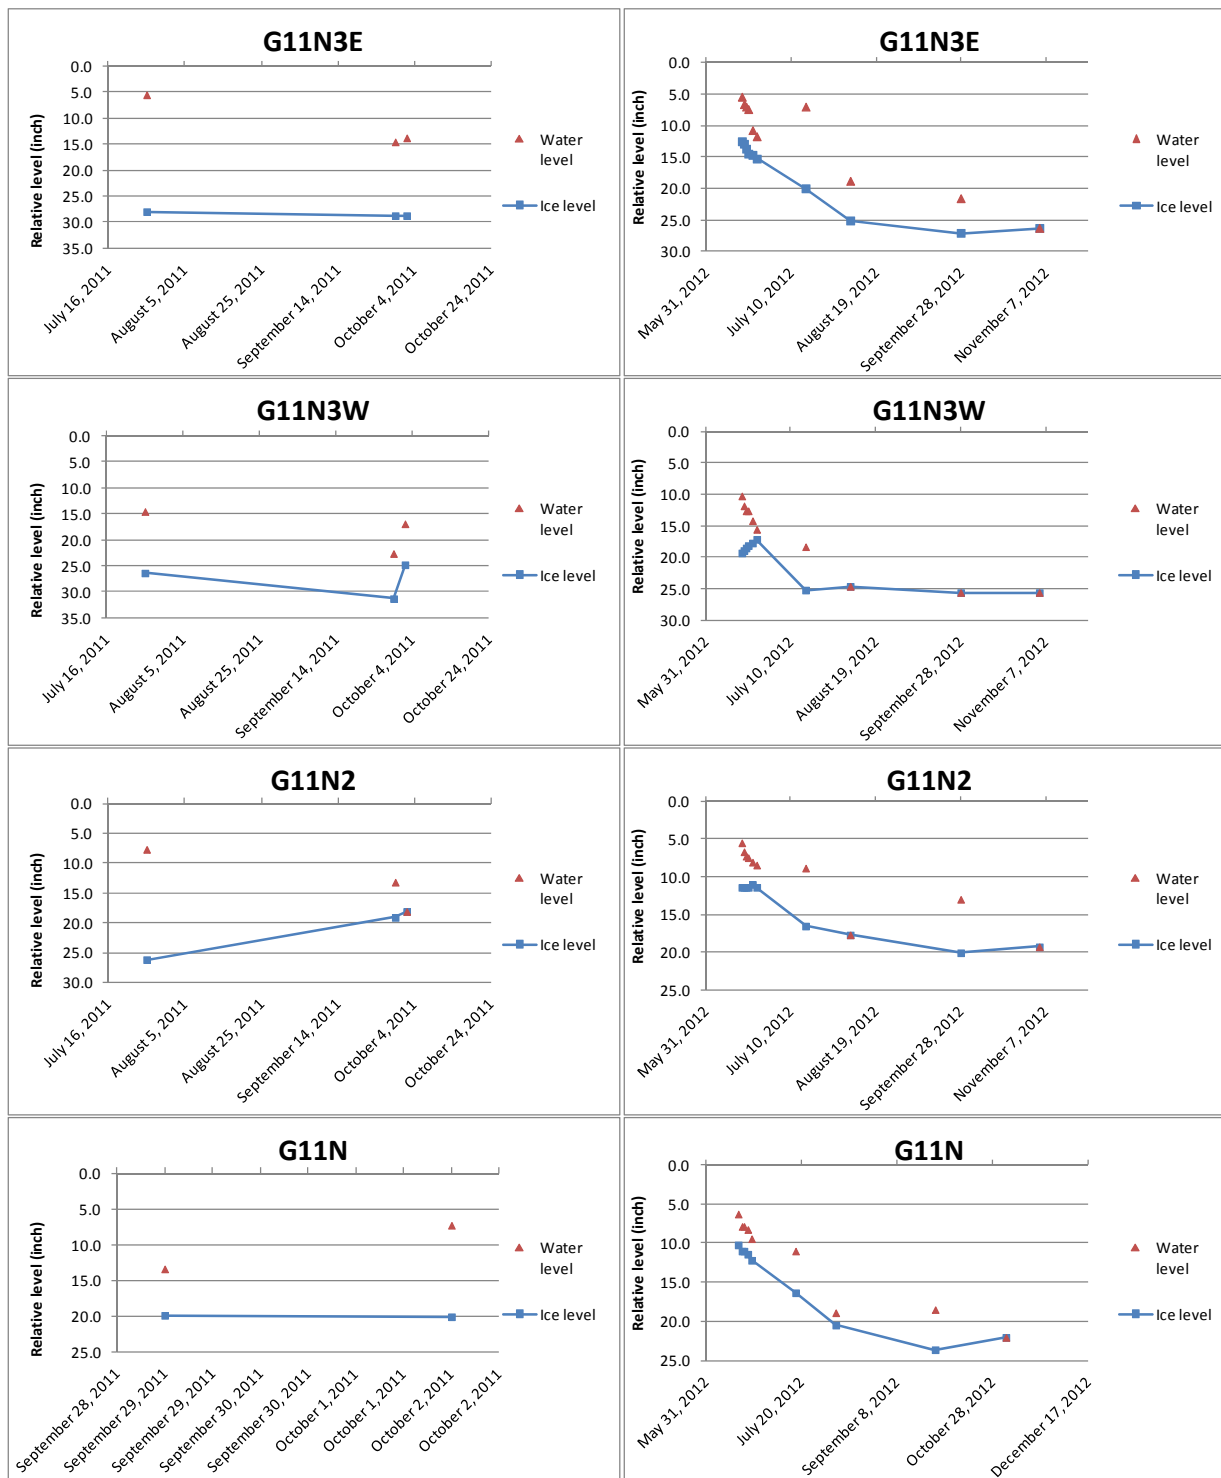 G11N3E
0.0
5.0
10.0
15.0
20.0
25.0
30.0
35.0
Relative level (inch)
July 16, 2011
August 5, 2011
August 25, 2011
September 14, 2011
October 4, 2011
October 24, 2011
Water
level
Ice level
G11N3E
0.0
5.0
10.0
15.0
20.0
25.0
30.0
Relative level (inch)
May 31, 2012
July 10, 2012
August 19, 2012
September 28, 2012
November 7, 2012
Water
level
Ice level
G11N3W
0.0
5.0
10.0
15.0
20.0
25.0
30.0
35.0
Relative level (inch)
July 16, 2011
August 5, 2011
August 25, 2011
September 14, 2011
October 4, 2011
October 24, 2011
Water
level
Ice level
G11N3W
0.0
5.0
10.0
15.0
20.0
25.0
30.0
Relative level (inch)
May 31, 2012
July 10, 2012
August 19, 2012
September 28, 2012
November 7, 2012
Water
level
Ice level
G11N2
0.0
5.0
10.0
15.0
20.0
25.0
30.0
Relative level (inch)
July 16, 2011
August 5, 2011
August 25, 2011
September 14, 2011
October 4, 2011
October 24, 2011
Water
level
Ice level
G11N2
0.0
5.0
10.0
15.0
20.0
25.0
Relative level (inch)
May 31, 2012
July 10, 2012
August 19, 2012
September 28, 2012
November 7, 2012
Water
level
Ice level
G11N
0.0
5.0
10.0
15.0
20.0
25.0
Relative level (inch)
September 28, 2011
September 29, 2011
September 29, 2011
September 30, 2011
September 30, 2011
October 1, 2011
October 1, 2011
October 2, 2011
October 2, 2011
Water
level
Ice level
G11N
0.0
5.0
10.0
15.0
20.0
25.0
Relative level (inch)
May 31, 2012
July 20, 2012
September 8, 2012
October 28, 2012
December 17, 2012
Water
level
Ice level